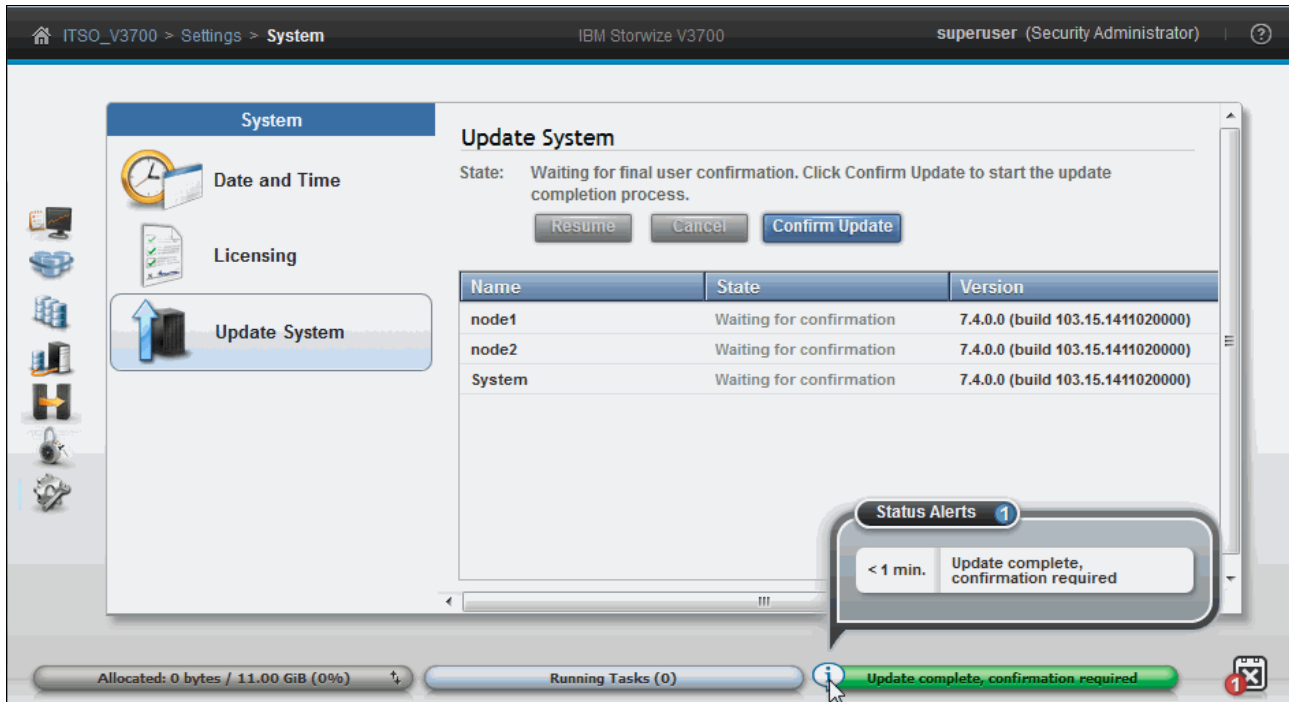 ITSO_V3700 > Settings > System
IBM Storwize V3700
superuser (Security Administrator)
?
System
Date and Time
Licensing
Update System
Update System
State: Waiting for final user confirmation. Click Confirm Update to start the update
completion process.
Resume Cancel Confirm Update
Name State Version
node1 Waiting for confirmation 7.4.0.0 (build 103.15.1411020000)
node2 Waiting for confirmation 7.4.0.0 (build 103.15.1411020000)
System Waiting for confirmation 7.4.0.0 (build 103.15.1411020000)
Status Alerts 1
< 1 min. Update complete,
confirmation required
Allocated: 0 bytes / 11.00 GiB (0%)
Running Tasks (0)
i
Update complete, confirmation required
1